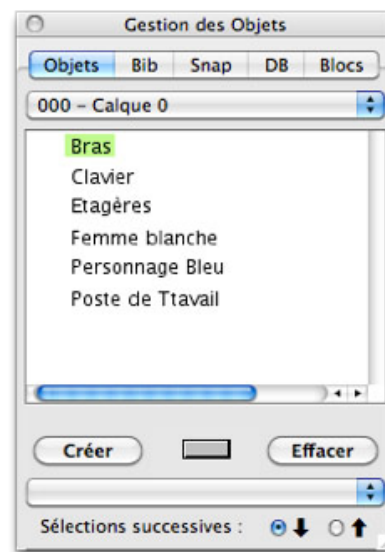 Gestion des Objets
Objets Bib Snap DB Blocs
000 – Calque 0
Bras
Clavier
Etagères
Femme blanche
Personnage Bleu
Poste de Ttavail
Créer Effacer
Sélections successives :